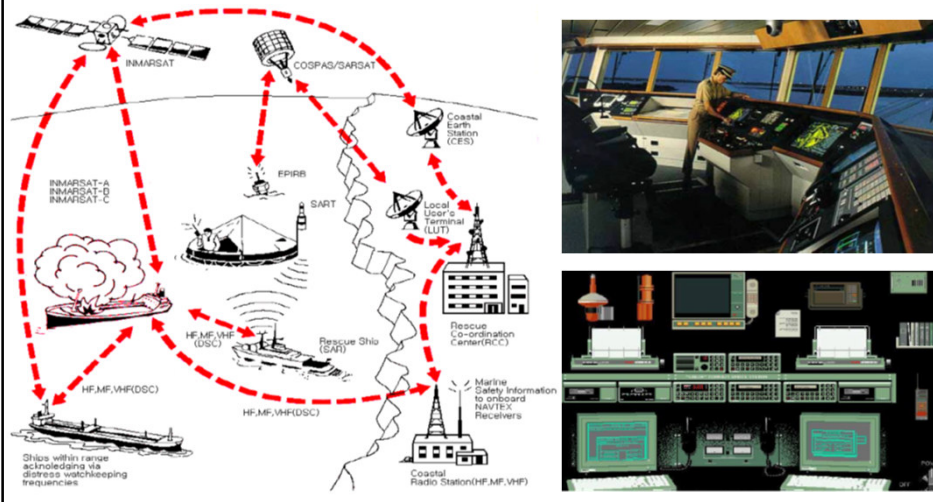 INMARSAT
COSPAS/SARSAT
Coastal
Earth
Station
(CES)
EPIRB
INMARSAT-A
INMARSAT-B
INMARSAT-C
SART
Local
User's
Terminal
(LUT)
HF,MF,VHF
(DSC)
Rescue Ship
(SAR)
Rescue
Co-ordination
Center(RCC)
HF,MF,VHF(DSC)
HF,MF,VHF(DSC)
Marine
Safety Information
to onboard
NAVTEX
Receivers
Ships within range
acknoledging via
distress watchkeeping
frequencies
Coastal
Radio Station(HF,MF,VHF)
OFF